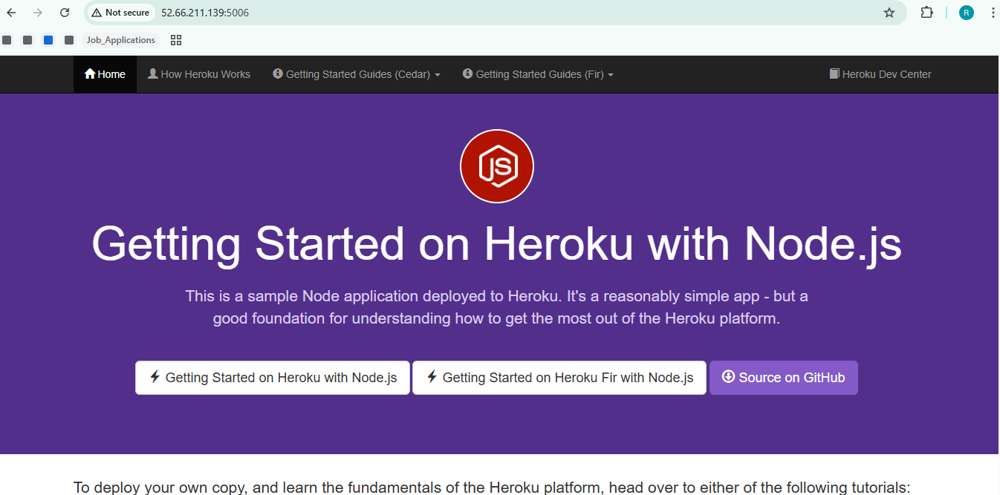 Not secure 52.66.211.139:5006 R
Job_Applications
Home How Heroku Works Getting Started Guides (Cedar) Getting Started Guides (Fir) Heroku Dev Center
JS
Getting Started on Heroku with Node.js
This is a sample Node application deployed to Heroku. It's a reasonably simple app - but a
good foundation for understanding how to get the most out of the Heroku platform.
Getting Started on Heroku with Node.js Getting Started on Heroku Fir with Node.js Source on GitHub
To deploy your own copy, and learn the fundamentals of the Heroku platform, head over to either of the following tutorials: